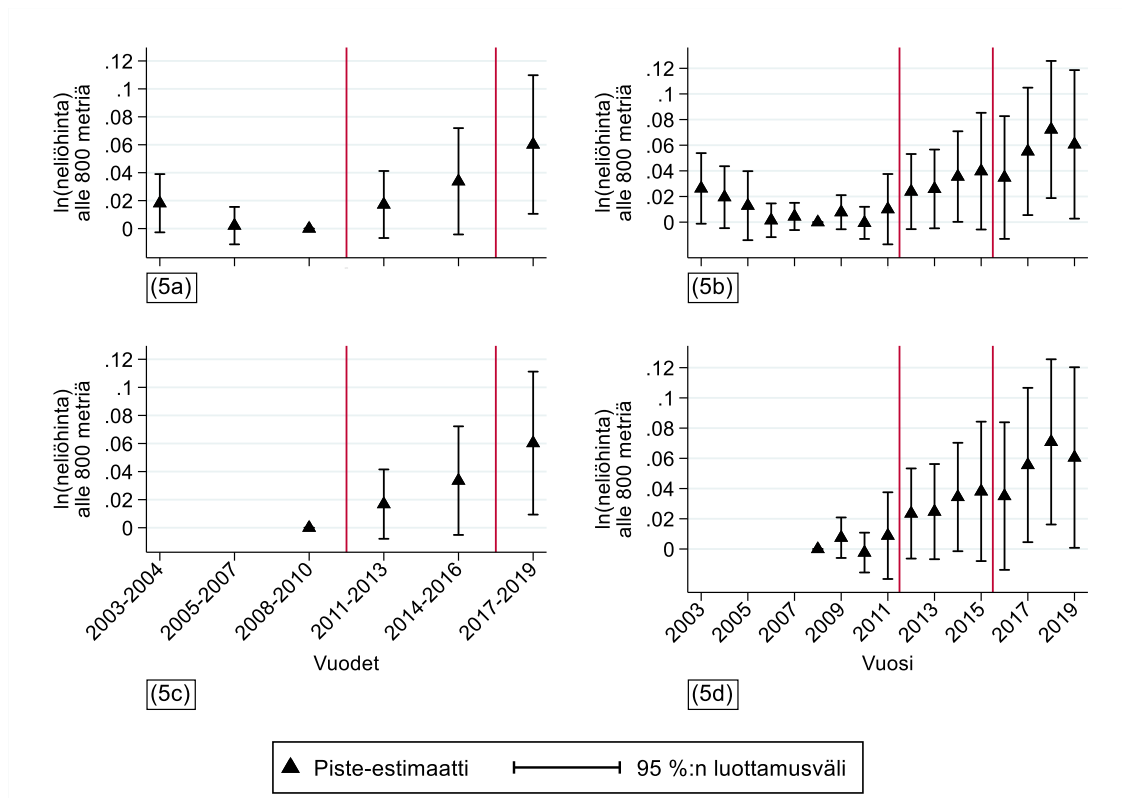 ln(neliöhinta)
alle 800 metriä
.12
.1
.08
.06
.04
.02
0
(5a)
ln(neliöhinta)
alle 800 metriä
.12
.1
.08
.06
.04
.02
0
(5b)
ln(neliöhinta)
alle 800 metriä
.12
.1
.08
.06
.04
.02
0
2003-2004
2005-2007
2008-2010
2011-2013
2014-2016
2017-2019
Vuodet
(5c)
ln(neliöhinta)
alle 800 metriä
.12
.1
.08
.06
.04
.02
0
2003
2005
2007
2009
2011
2013
2015
2017
2019
Vuosi
(5d)
Piste-estimaatti 95 %:n luottamusväli